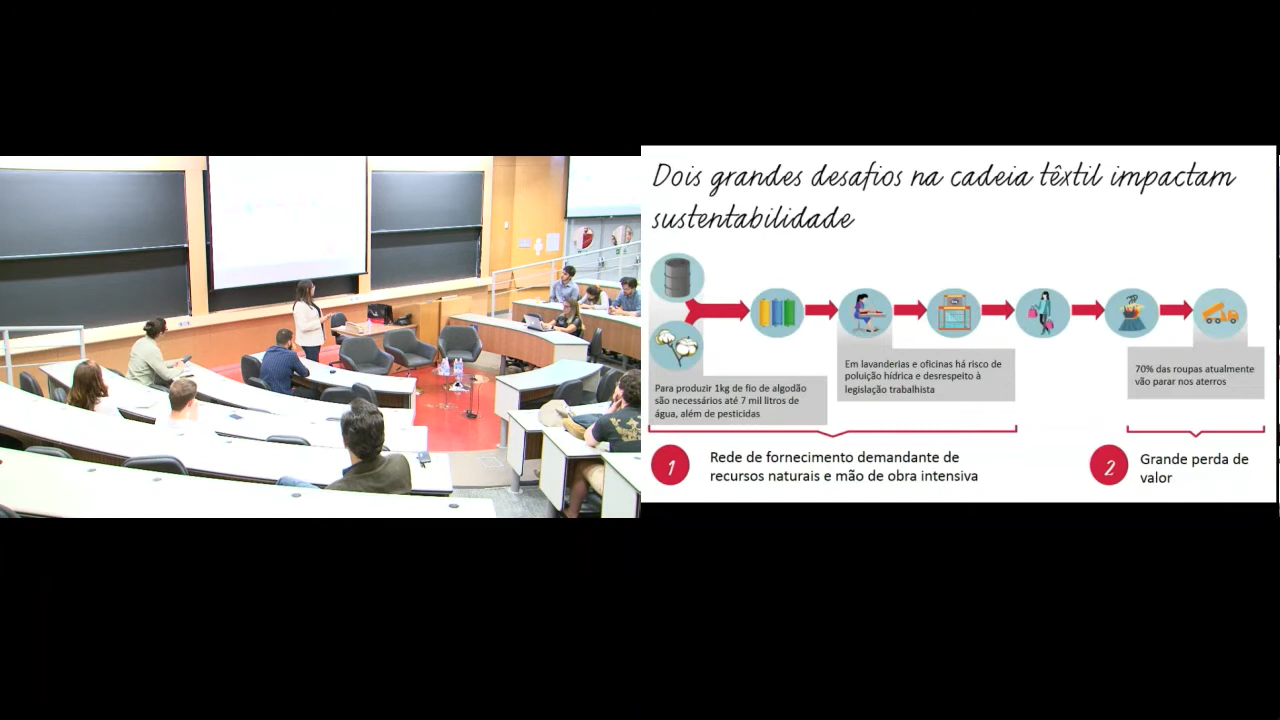 Dois grandes desafios na cadeia têxtil impactam
sustentabilidade
Para produzir 1kg de fio de algodão
são necessários até 7 mil litros de
água, além de pesticidas
Em lavanderias e oficinas há risco de
poluição hídrica e desrespeito à
legislação trabalhista
70% das roupas atualmente
vão parar nos aterros
1
Rede de fornecimento demandante de
recursos naturais e mão de obra intensiva
2
Grande perda de
valor